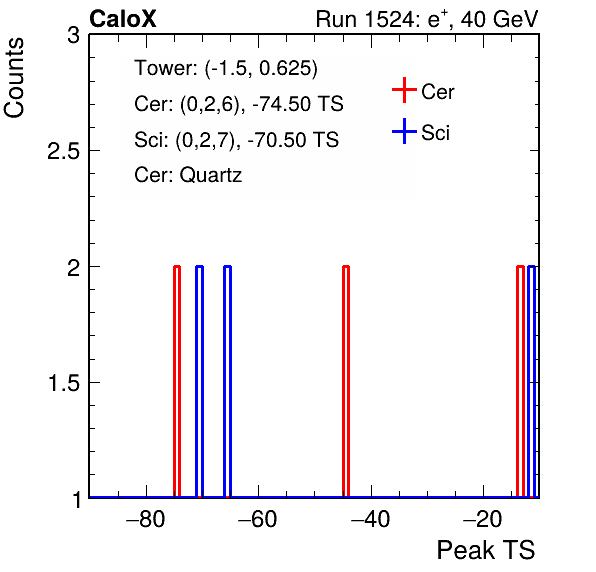 CaloX Run 1524: e+, 40 GeV
Counts
3
2.5
2
1.5
1
Tower: (-1.5, 0.625)
Cer: (0,2,6), -74.50 TS
Sci: (0,2,7), -70.50 TS
Cer: Quartz
Cer
Sci
−80 −60 −40 −20
Peak TS